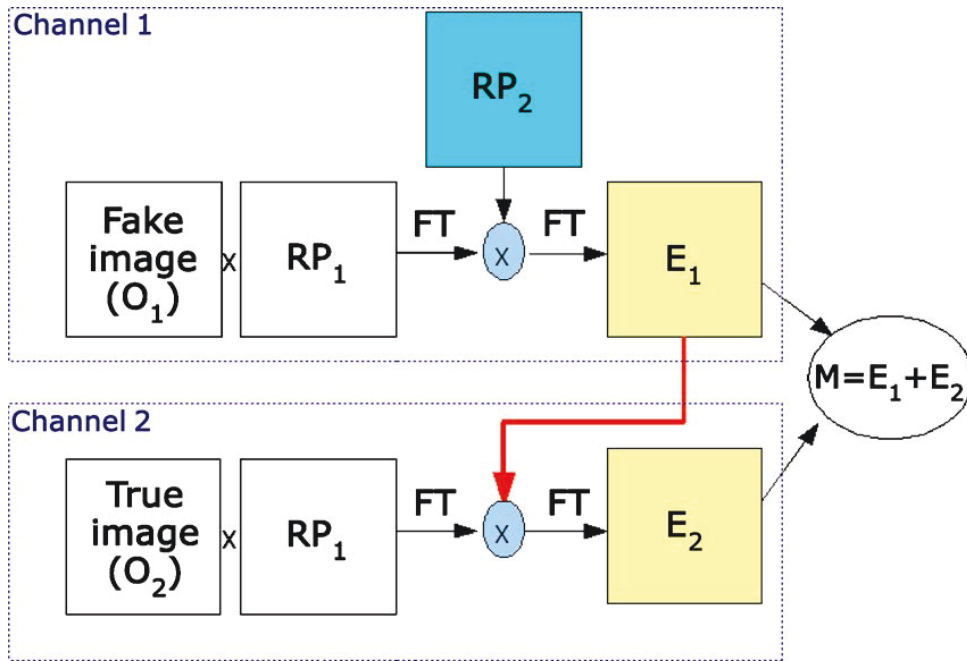 Channel 1
RP₂
Fake
image
(O₁)
x
RP₁
FT
x
FT
E₁
M=E₁+E₂
Channel 2
True
image
(O₂)
x
RP₁
FT
x
FT
E₂